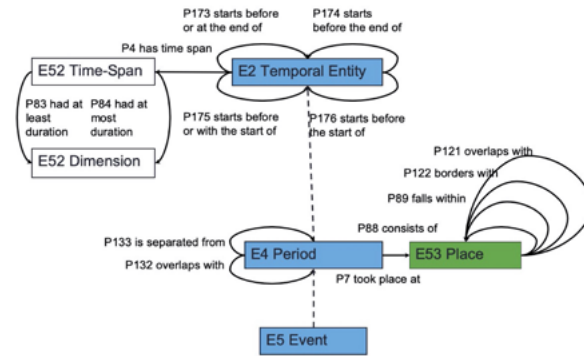 P173 starts before
or at the end of
P174 starts
before the end of
P4 has time span
E52 Time-Span
E2 Temporal Entity
P83 had at
least
duration
P84 had at
most
duration
P175 starts before
or with the start of
P176 starts before
the start of
E52 Dimension
P121 overlaps with
P122 borders with
P89 falls within
P88 consists of
P133 is separated from
P132 overlaps with
E4 Period
E53 Place
P7 took place at
E5 Event